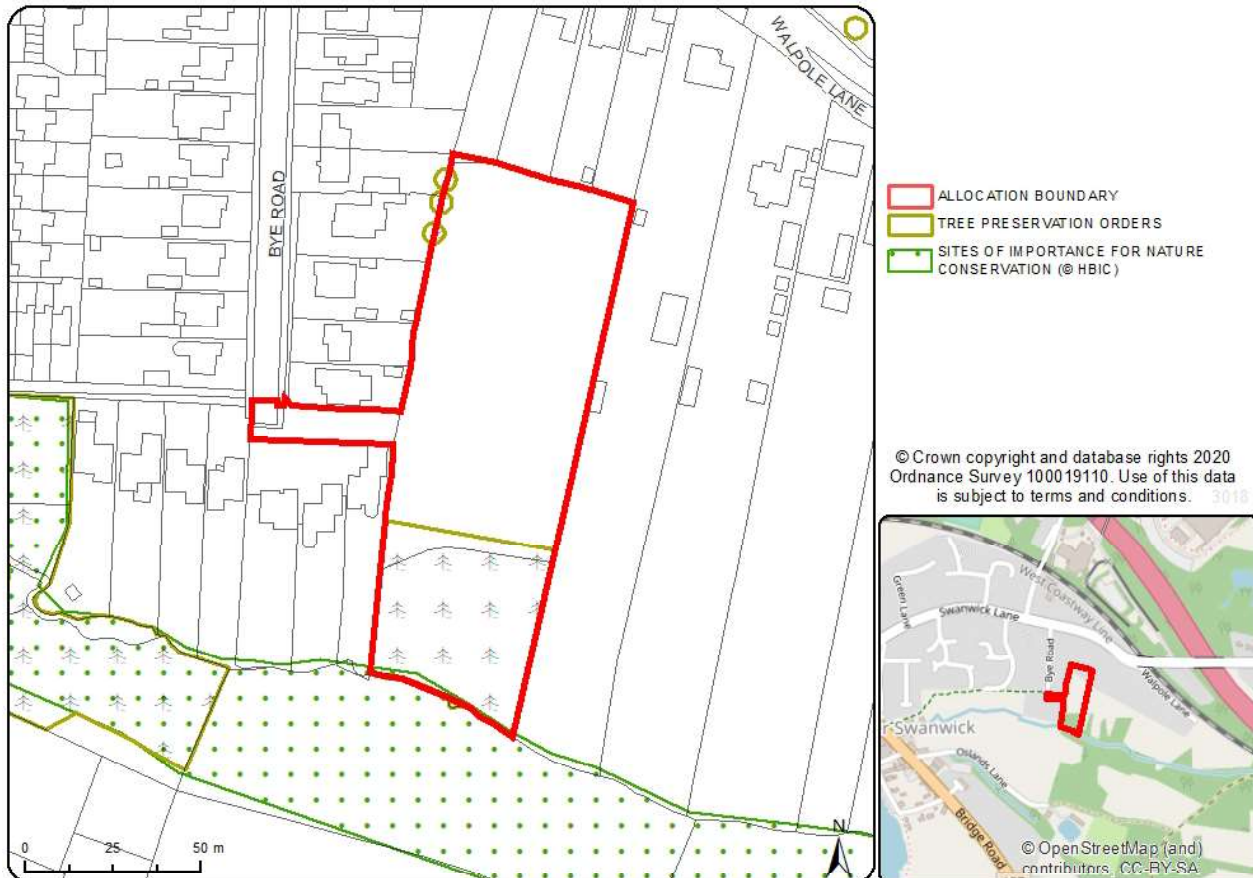 WALPOLE LANE
BYE ROAD
0 25 50 m
N
ALLOCATION BOUNDARY
TREE PRESERVATION ORDERS
SITES OF IMPORTANCE FOR NATURE
CONSERVATION (© HBIC)
© Crown copyright and database rights 2020
Ordnance Survey 100019110. Use of this data
is subject to terms and conditions. 3018
West Coastway Line
Green Lane
Swanwick Lane
Bye Road
Walpole Lane
r Swanwick
Oslands Lane
Bridge Road
© OpenStreetMap (and)
contributors, CC-BY-SA